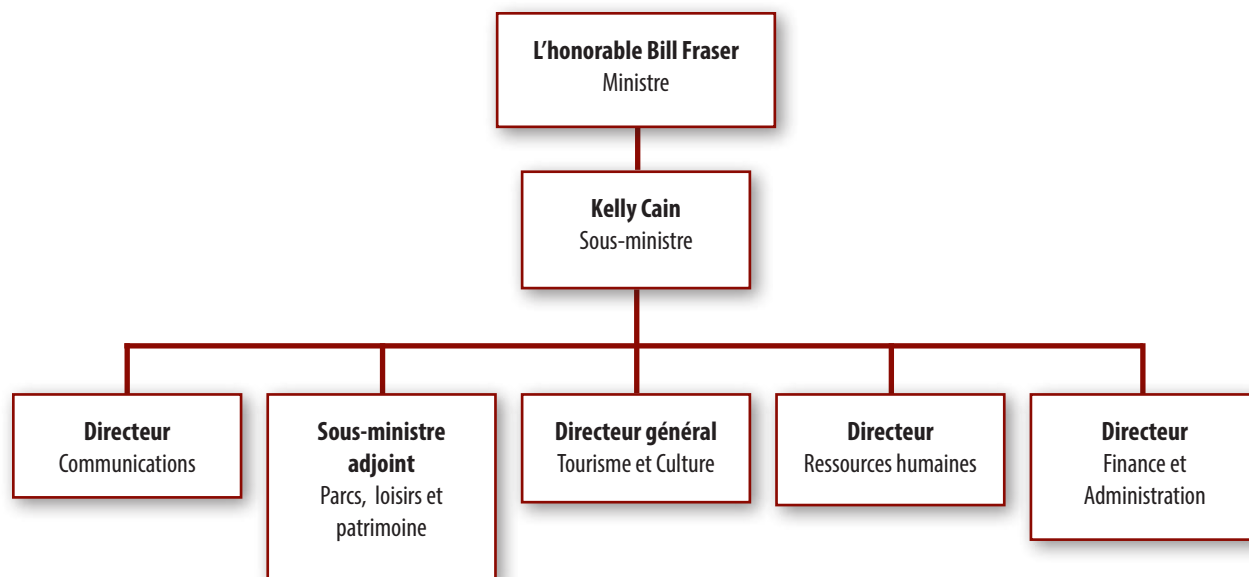 L'honorable Bill Fraser
Ministre
Kelly Cain
Sous-ministre
Directeur
Communications
Sous-ministre
adjoint
Parcs, loisirs et
patrimoine
Directeur général
Tourisme et Culture
Directeur
Ressources humaines
Directeur
Finance et
Administration